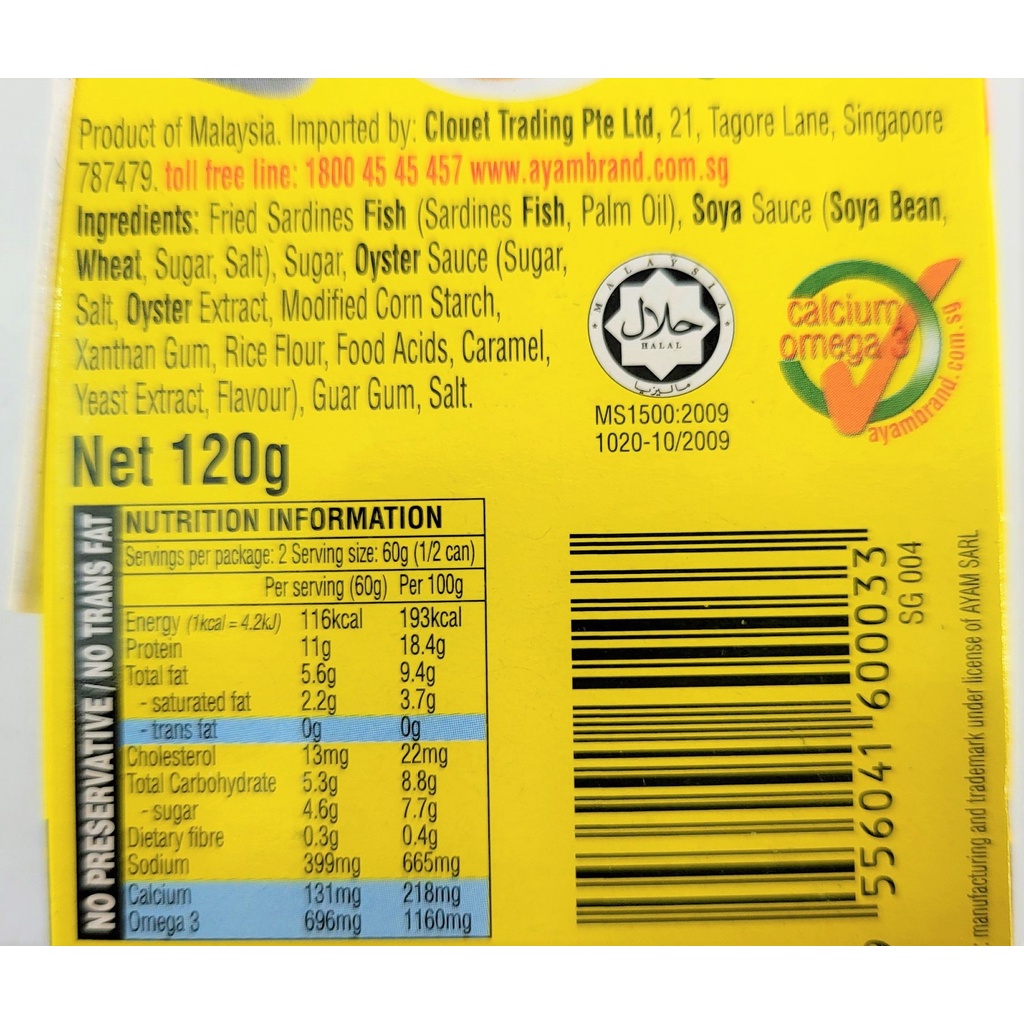 Product of Malaysia. Imported by: Clouet Trading Pte Ltd, 21, Tagore Lane, Singapore
787479. toll free line: 1800 45 45 457 www.ayambrand.com.sg
Ingredients: Fried Sardines Fish (Sardines Fish, Palm Oil), Soya Sauce (Soya Bean,
Wheat, Sugar, Salt), Sugar, Oyster Sauce (Sugar,
Salt, Oyster Extract, Modified Corn Starch,
Xanthan Gum, Rice Flour, Food Acids, Caramel,
Yeast Extract, Flavour), Guar Gum, Salt.
MALAYSIA
حلال
HALAL
ماليزيا
MS1500:2009
1020-10/2009
calcium
omega 3
ayambrand.com.sg
Net 120g
NO PRESERVATIVE/NO TRANS FAT
NUTRITION INFORMATION
Servings per package: 2 Serving size: 60g (1/2 can)
Per serving (60g) Per 100g
Energy (1kcal = 4.2kJ) 116kcal 193kcal
Protein 11g 18.4g
Total fat 5.6g 9.4g
- saturated fat 2.2g 3.7g
- trans fat 0g 0g
Cholesterol 13mg 22mg
Total Carbohydrate 5.3g 8.8g
- sugar 4.6g 7.7g
Dietary fibre 0.3g 0.4g
Sodium 399mg 665mg
Calcium 131mg 218mg
Omega 3 696mg 1160mg
9 556041 600033
SG 004
: manufacturing and trademark under license of AYAM SARL